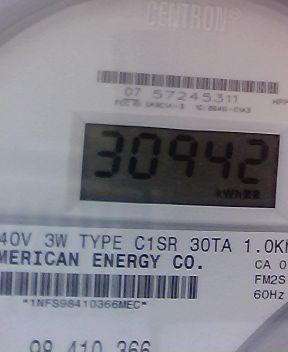 CENTRON®
07 57245311
30942
kWh
40V 3W TYPE C1SR 30TA 1.0K
MERICAN ENERGY CO.
CA 0
FM2S
60Hz
"1NFS98410366MEC"
98 410 366